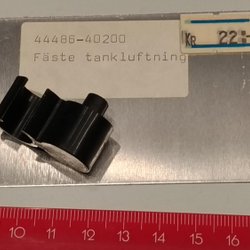 44486-40200
Fäste tankluftning
KR 22:-
10 11 12 13 14 15 16